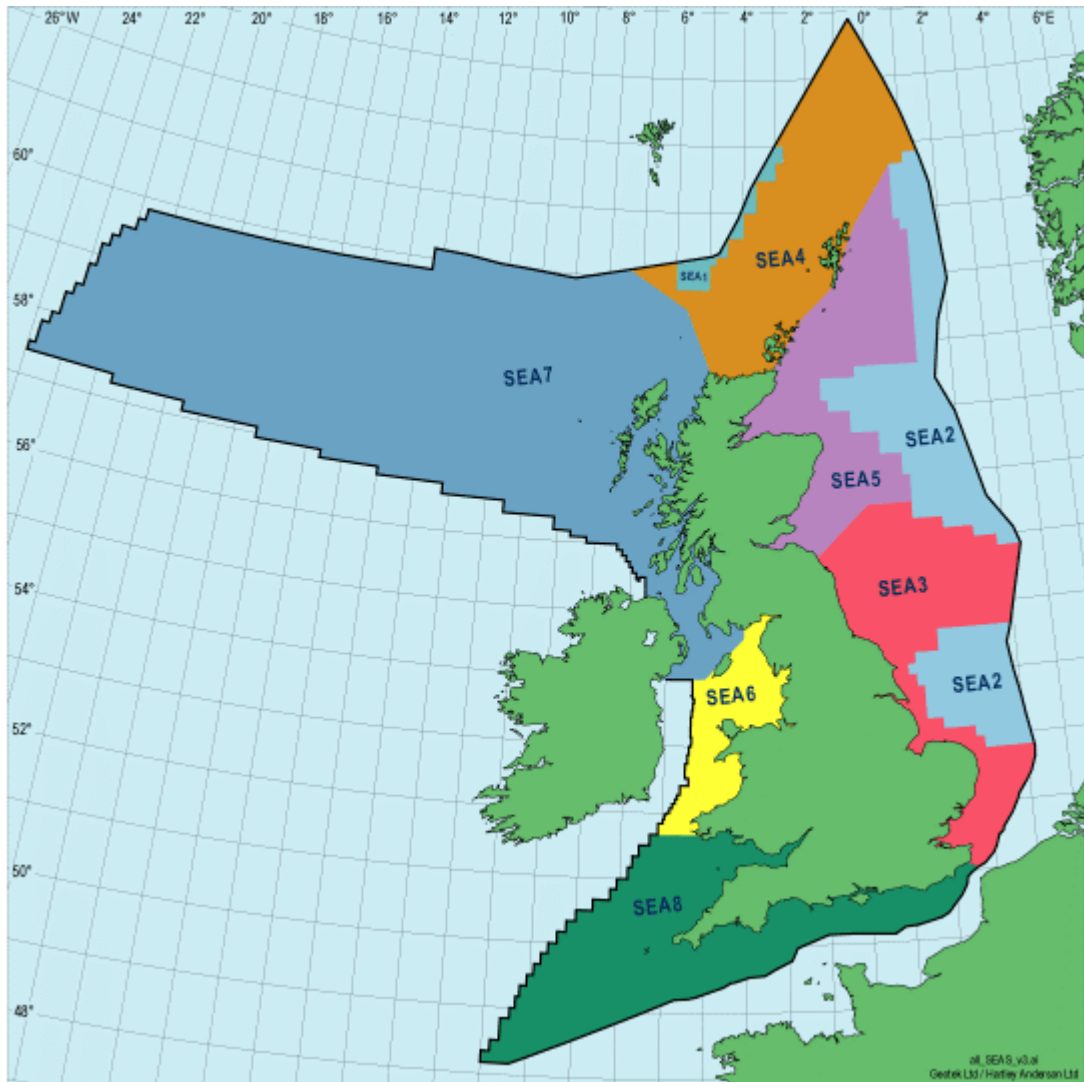 26°W 24° 22° 20° 18° 16° 14° 12° 10° 8° 6° 4° 2° 0° 2° 4° 6°E
60°
58°
56°
54°
52°
50°
48°
SEA4
SEA1
SEA7
SEA2
SEA5
SEA3
SEA2
SEA6
SEA8
all_SEAS_v3.ai
Geotek Ltd / Hartley Anderson Ltd